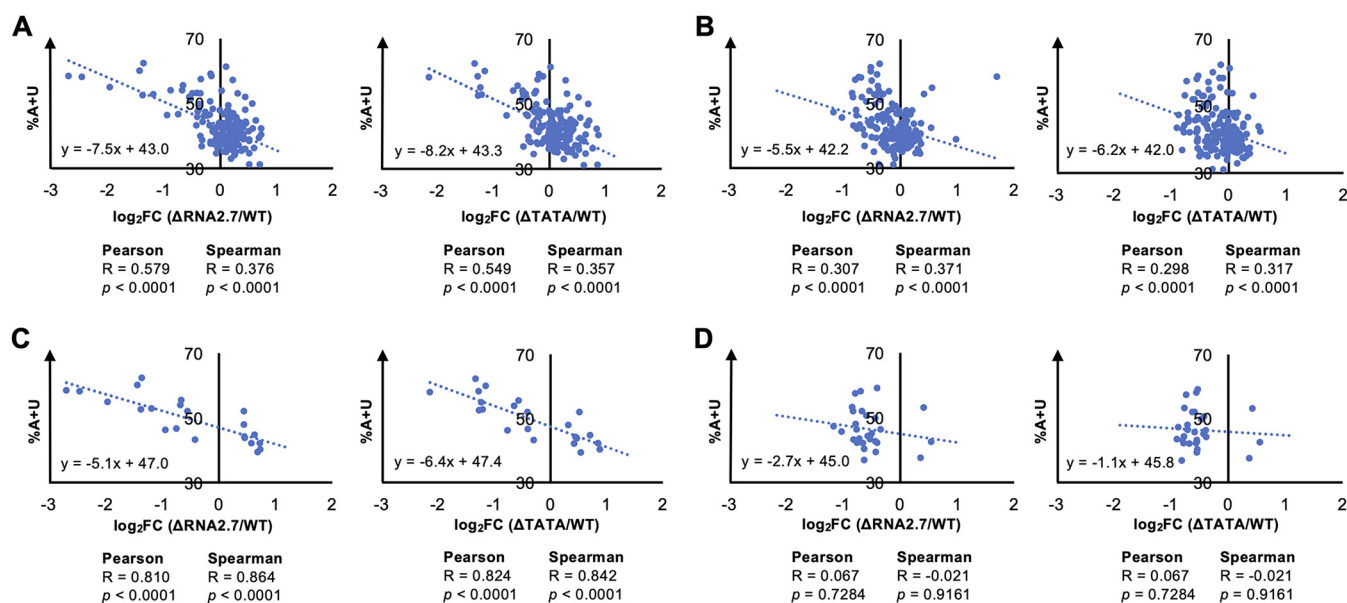 A
B
70
70
70
70
%A+U
%A+U
%A+U
%A+U
50
50
50
50
y = -7.5x + 43.0
y = -8.2x + 43.3
y = -5.5x + 42.2
y = -6.2x + 42.0
30
30
30
30
-3 -2 -1 0 1 2
-3 -2 -1 0 1 2
-3 -2 -1 0 1 2
-3 -2 -1 0 1 2
log₂FC (ΔRNA2.7/WT)
log₂FC (ΔTATA/WT)
log₂FC (ΔRNA2.7/WT)
log₂FC (ΔTATA/WT)
Pearson Spearman
R = 0.579 R = 0.376
p < 0.0001 p < 0.0001
Pearson Spearman
R = 0.549 R = 0.357
p < 0.0001 p < 0.0001
Pearson Spearman
R = 0.307 R = 0.371
p < 0.0001 p < 0.0001
Pearson Spearman
R = 0.298 R = 0.317
p < 0.0001 p < 0.0001
C
D
70
70
70
70
%A+U
%A+U
%A+U
%A+U
50
50
50
50
y = -5.1x + 47.0
y = -6.4x + 47.4
y = -2.7x + 45.0
y = -1.1x + 45.8
30
30
30
30
-3 -2 -1 0 1 2
-3 -2 -1 0 1 2
-3 -2 -1 0 1 2
-3 -2 -1 0 1 2
log₂FC (ΔRNA2.7/WT)
log₂FC (ΔTATA/WT)
log₂FC (ΔRNA2.7/WT)
log₂FC (ΔTATA/WT)
Pearson Spearman
R = 0.810 R = 0.864
p < 0.0001 p < 0.0001
Pearson Spearman
R = 0.824 R = 0.842
p < 0.0001 p < 0.0001
Pearson Spearman
R = 0.067 R = -0.021
p = 0.7284 p = 0.9161
Pearson Spearman
R = 0.067 R = -0.021
p = 0.7284 p = 0.9161